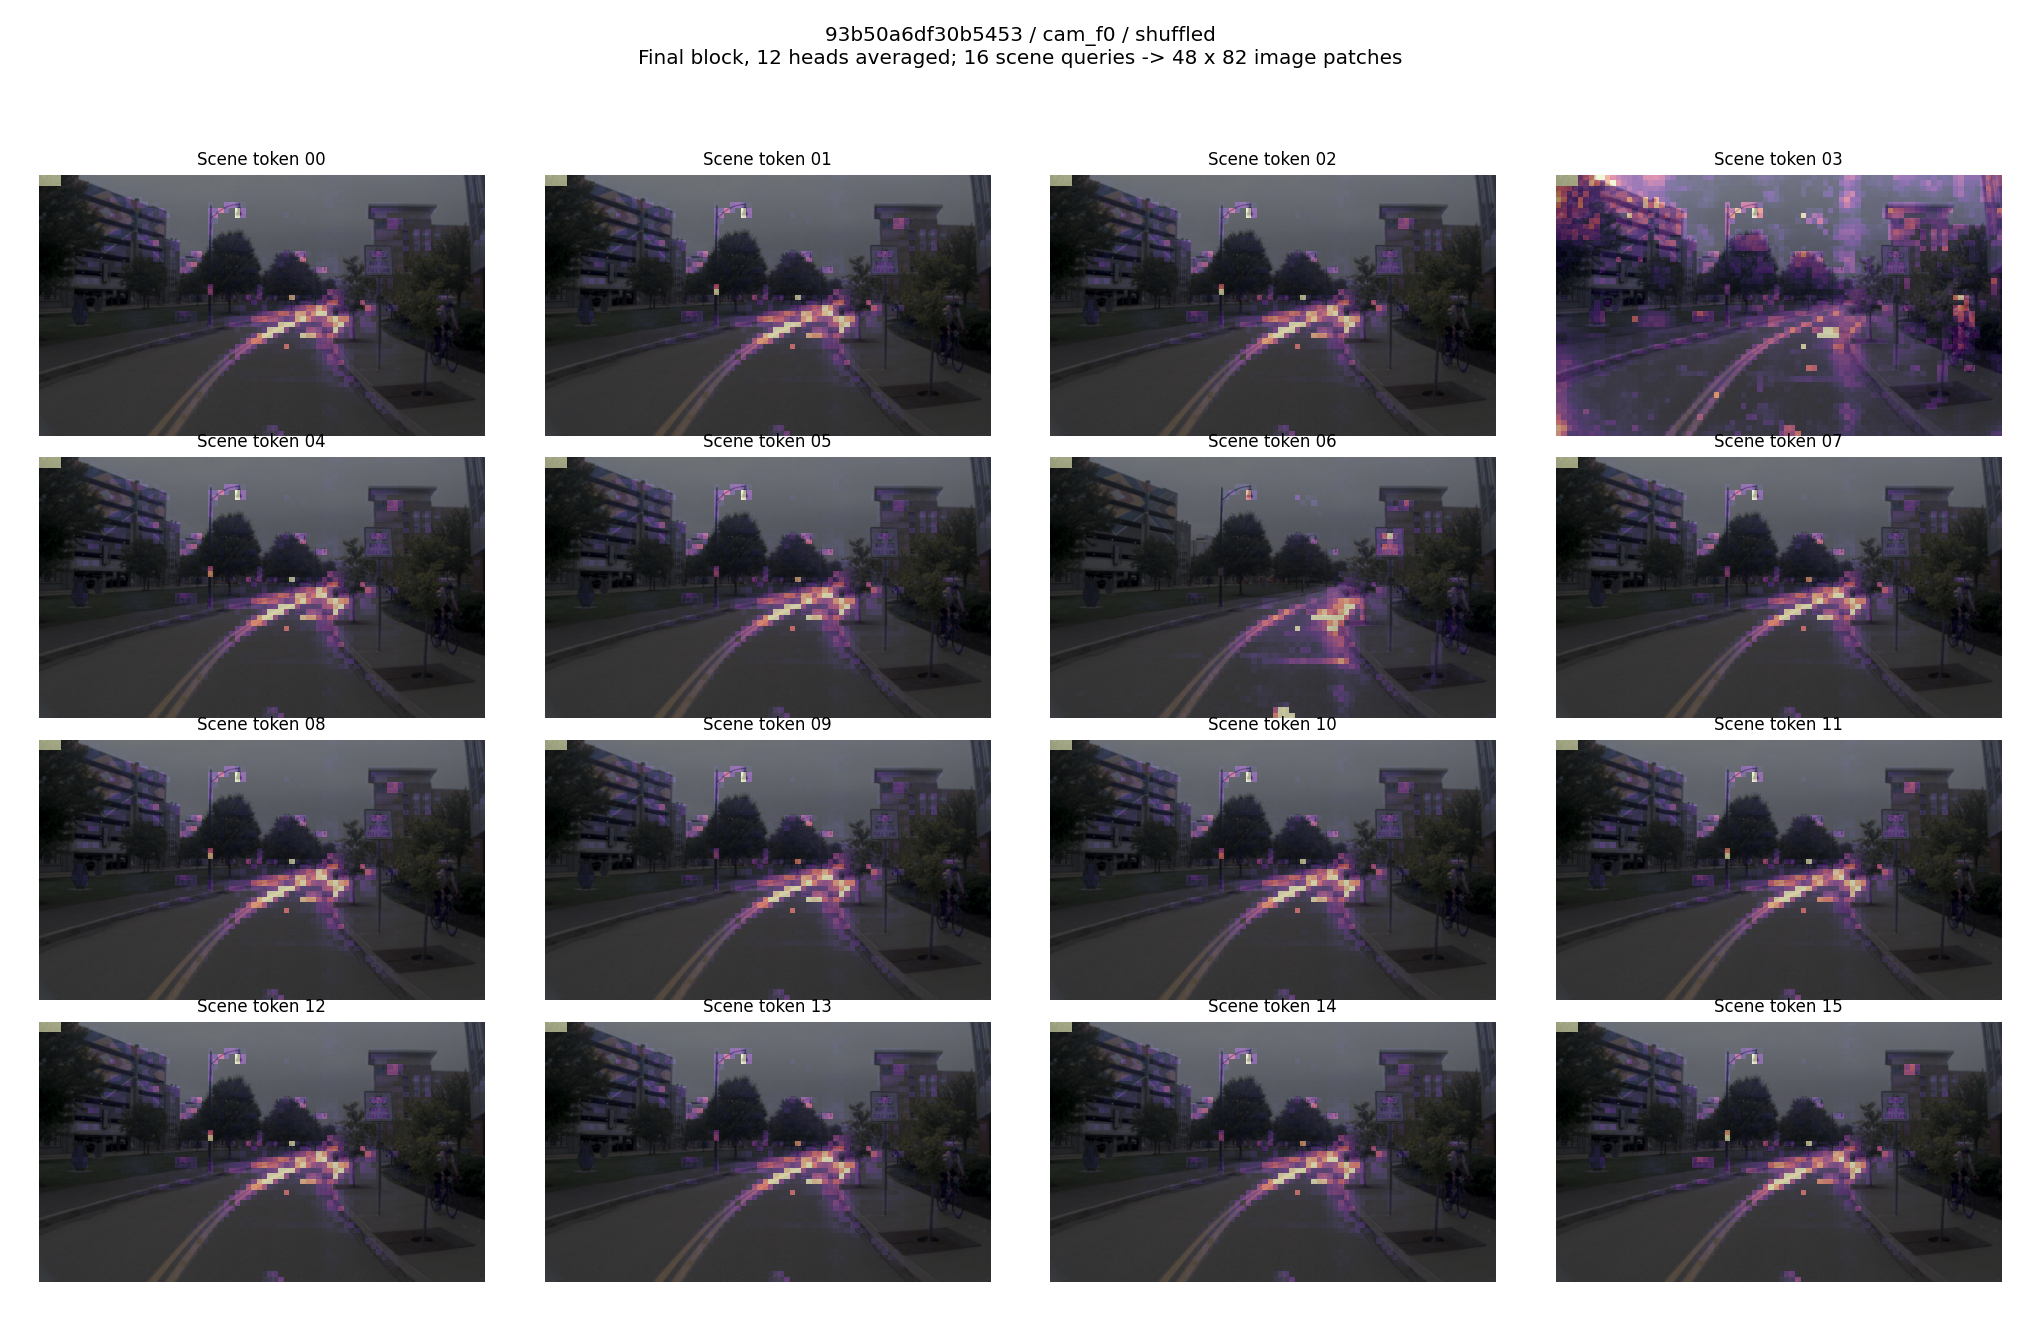 93b50a6df30b5453 / cam_f0 / shuffled
Final block, 12 heads averaged; 16 scene queries -> 48 x 82 image patches
Scene token 00
Scene token 01
Scene token 02
Scene token 03
Scene token 04
Scene token 05
Scene token 06
Scene token 07
Scene token 08
Scene token 09
Scene token 10
Scene token 11
Scene token 12
Scene token 13
Scene token 14
Scene token 15